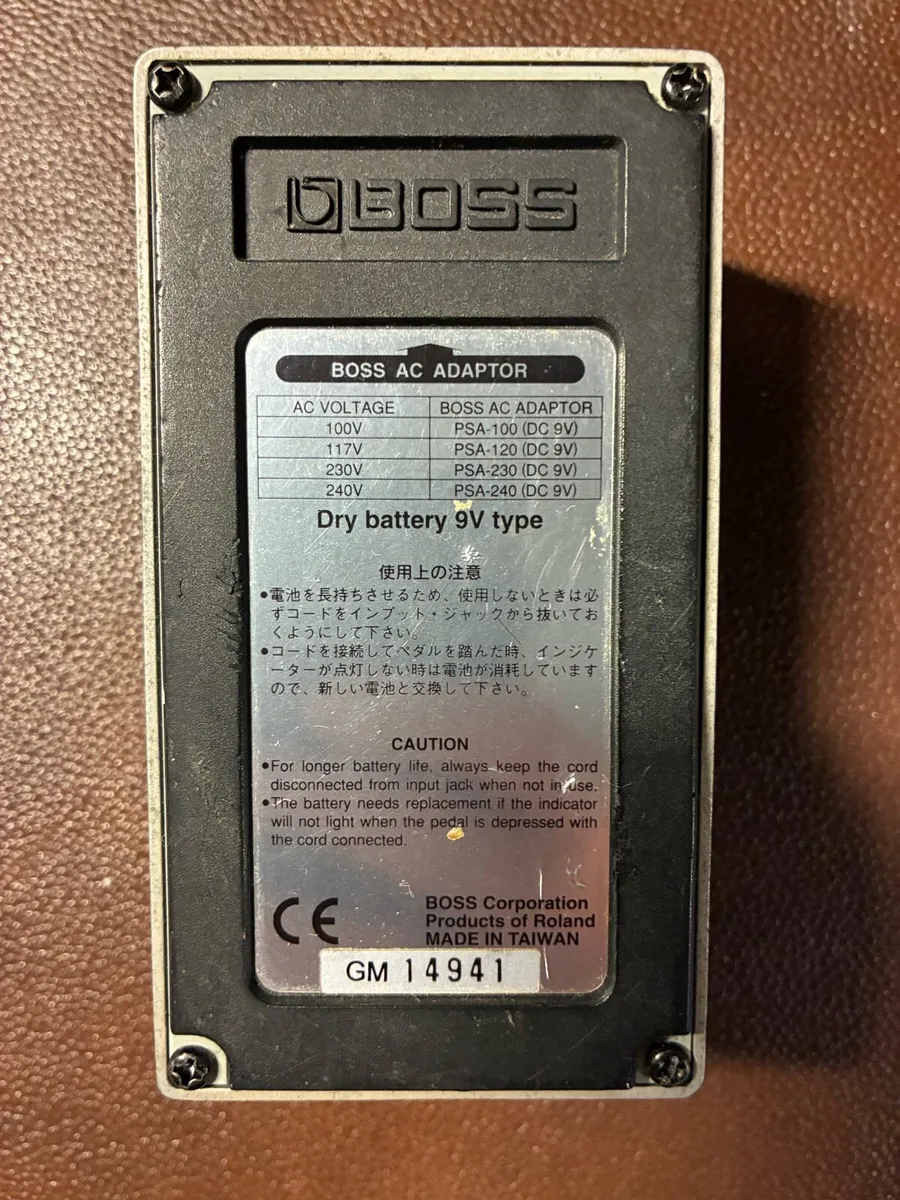 BOSS
BOSS AC ADAPTOR
AC VOLTAGE BOSS AC ADAPTOR
100V PSA-100 (DC 9V)
117V PSA-120 (DC 9V)
230V PSA-230 (DC 9V)
240V PSA-240 (DC 9V)
Dry battery 9V type
使用上の注意
•電池を長持ちさせるため、使用しないときは必
ずコードをインプット・ジャックから抜いてお
くようにして下さい。
•コードを接続してペダルを踏んだ時、インジケ
ーターが点灯しない時は電池が消耗しています
ので、新しい電池と交換して下さい。
CAUTION
•For longer battery life, always keep the cord
disconnected from input jack when not in use.
•The battery needs replacement if the indicator
will not light when the pedal is depressed with
the cord connected.
CE
BOSS Corporation
Products of Roland
MADE IN TAIWAN
GM 14941